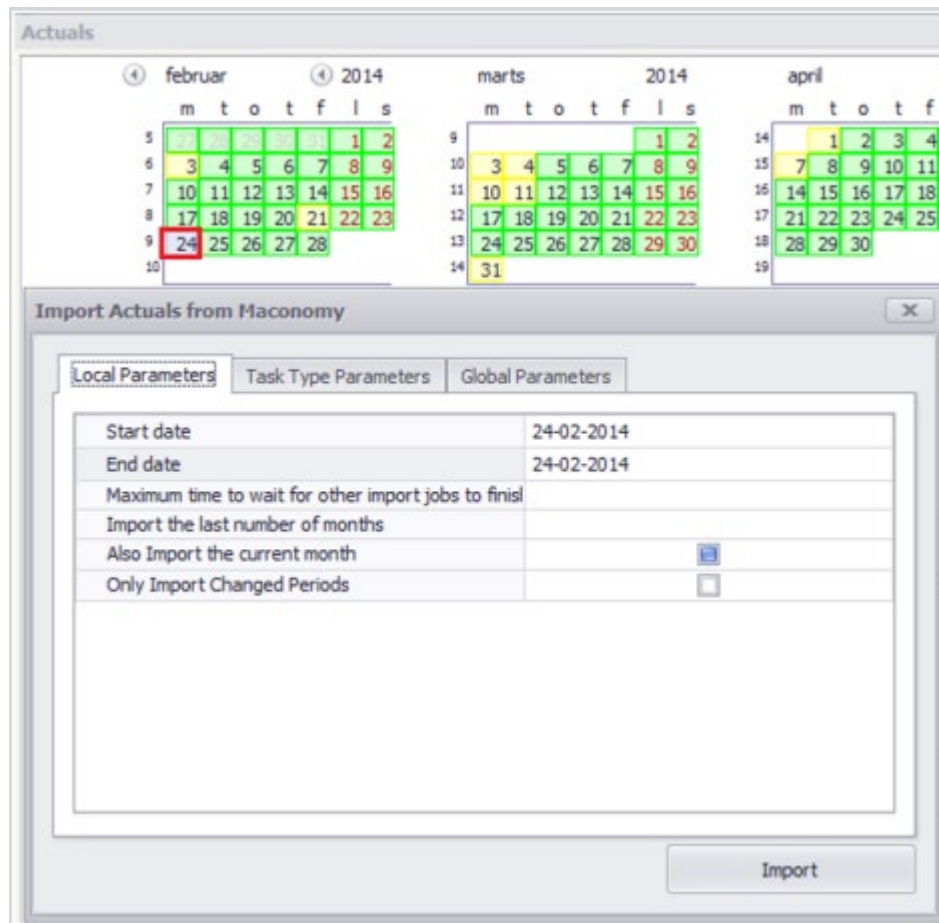 Actuals
februar 2014 marts 2014 april
m t o t f l s m t o t f l s m t o t f
5 27 28 29 30 31 1 2 9 1 2 14 1 2 3 4
6 3 4 5 6 7 8 9 10 3 4 5 6 7 8 9 15 7 8 9 10 11
7 10 11 12 13 14 15 16 11 10 11 12 13 14 15 16 16 14 15 16 17 18
8 17 18 19 20 21 22 23 12 17 18 19 20 21 22 23 17 21 22 23 24 25
9 24 25 26 27 28 13 24 25 26 27 28 29 30 18 28 29 30
10 14 31 19
Import Actuals from Maconomy
Local Parameters Task Type Parameters Global Parameters
Start date 24-02-2014
End date 24-02-2014
Maximum time to wait for other import jobs to finisl
Import the last number of months
Also Import the current month
Only Import Changed Periods
Import